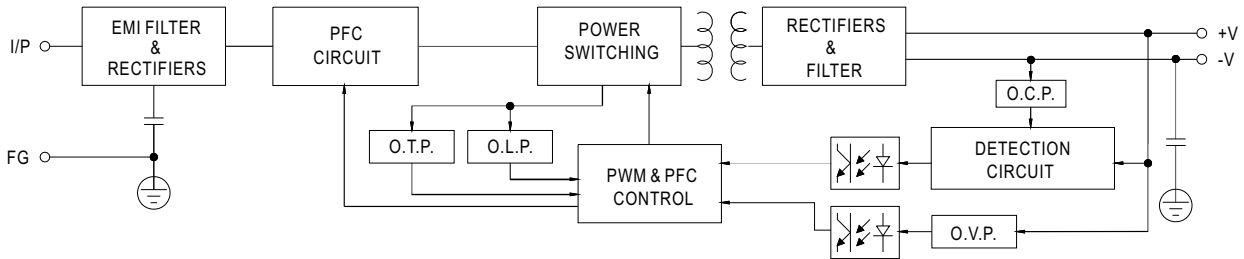 I/P
EMI FILTER
&
RECTIFIERS
PFC
CIRCUIT
POWER
SWITCHING
RECTIFIERS
&
FILTER
+V
-V
O.C.P.
FG
O.T.P.
O.L.P.
PWM & PFC
CONTROL
DETECTION
CIRCUIT
O.V.P.